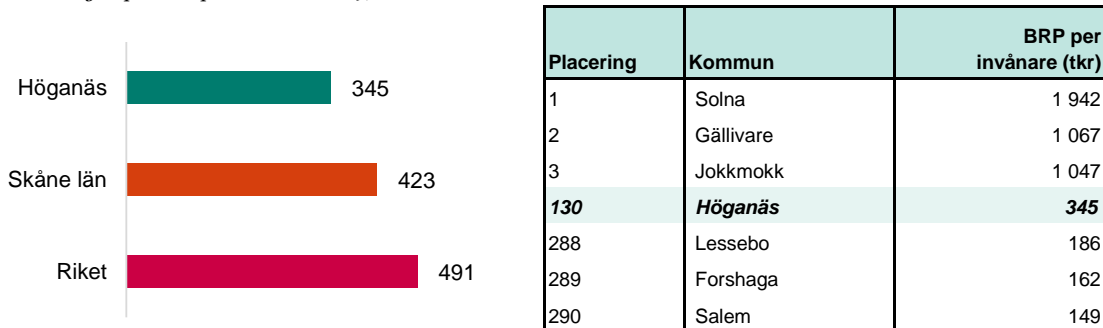 Höganäs 345
Skåne län 423
Riket 491
Placering Kommun BRP per invånare (tkr)
1 Solna 1 942
2 Gällivare 1 067
3 Jokkmokk 1 047
130 Höganäs 345
288 Lessebo 186
289 Forshaga 162
290 Salem 149